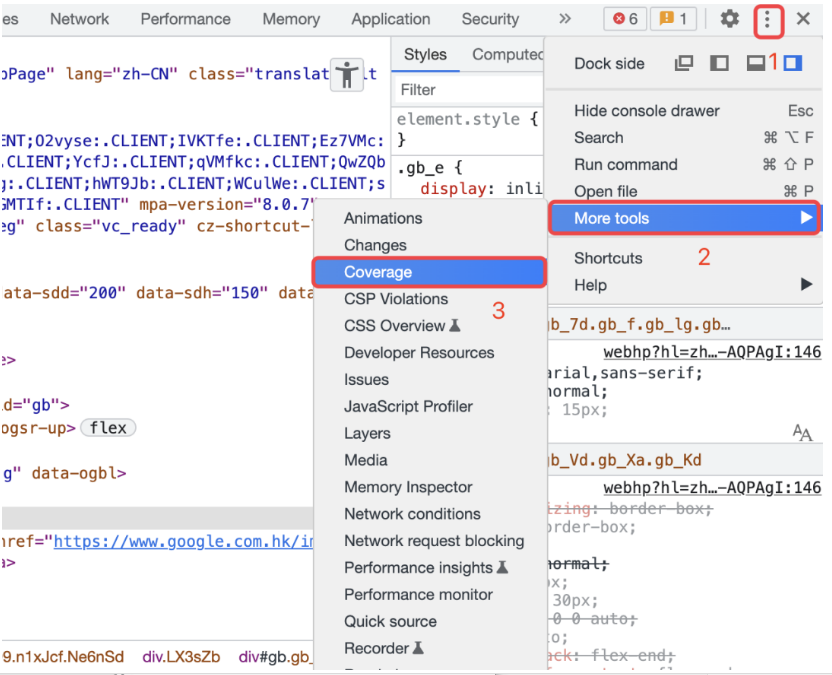 es Network Performance Memory Application Security » 6 1
Styles Computed
Filter
element.style {
}
.gb_e {
display: inli
bPage" lang="zh-CN" class="translat lt
ENT;O2vyse:.CLIENT;IVKTfe:.CLIENT;Ez7VMc:
.CLIENT;YcfJ:.CLIENT;qVMfkc:.CLIENT;QwZQb
g:.CLIENT;hWT9Jb:.CLIENT;WCulWe:.CLIENT;s
GMTIf:.CLIENT" mpa-version="8.0.7"
eg" class="vc_ready" cz-shortcut-
ata-sdd="200" data-sdh="150" data
e>
d="gb">
ogsr-up> flex
g" data-ogbl>
href="https://www.google.com.hk/im
a>
9.n1xJcf.Ne6nSd div.LX3sZb div#gb.gb_
Dock side 1
Hide console drawer Esc
Search ⌘ ⌥ F
Run command ⌘ ⇧ P
Open file ⌘ P
More tools
Shortcuts 2
Help
Animations
Changes
Coverage
CSP Violations 3
CSS Overview
Developer Resources
Issues
JavaScript Profiler
Layers
Media
Memory Inspector
Network conditions
Network request blocking
Performance insights
Performance monitor
Quick source
Recorder
gb_7d.gb_f.gb_lg.gb…
webhp?hl=zh…-AQPAgI:146
arial,sans-serif;
normal;
: 15px;
AA
gb_Vd.gb_Xa.gb_Kd
webhp?hl=zh…-AQPAgI:146
izing: border-box;
order-box;
normal;
px;
30px;
0 0 auto;
to;
ack: flex-end;